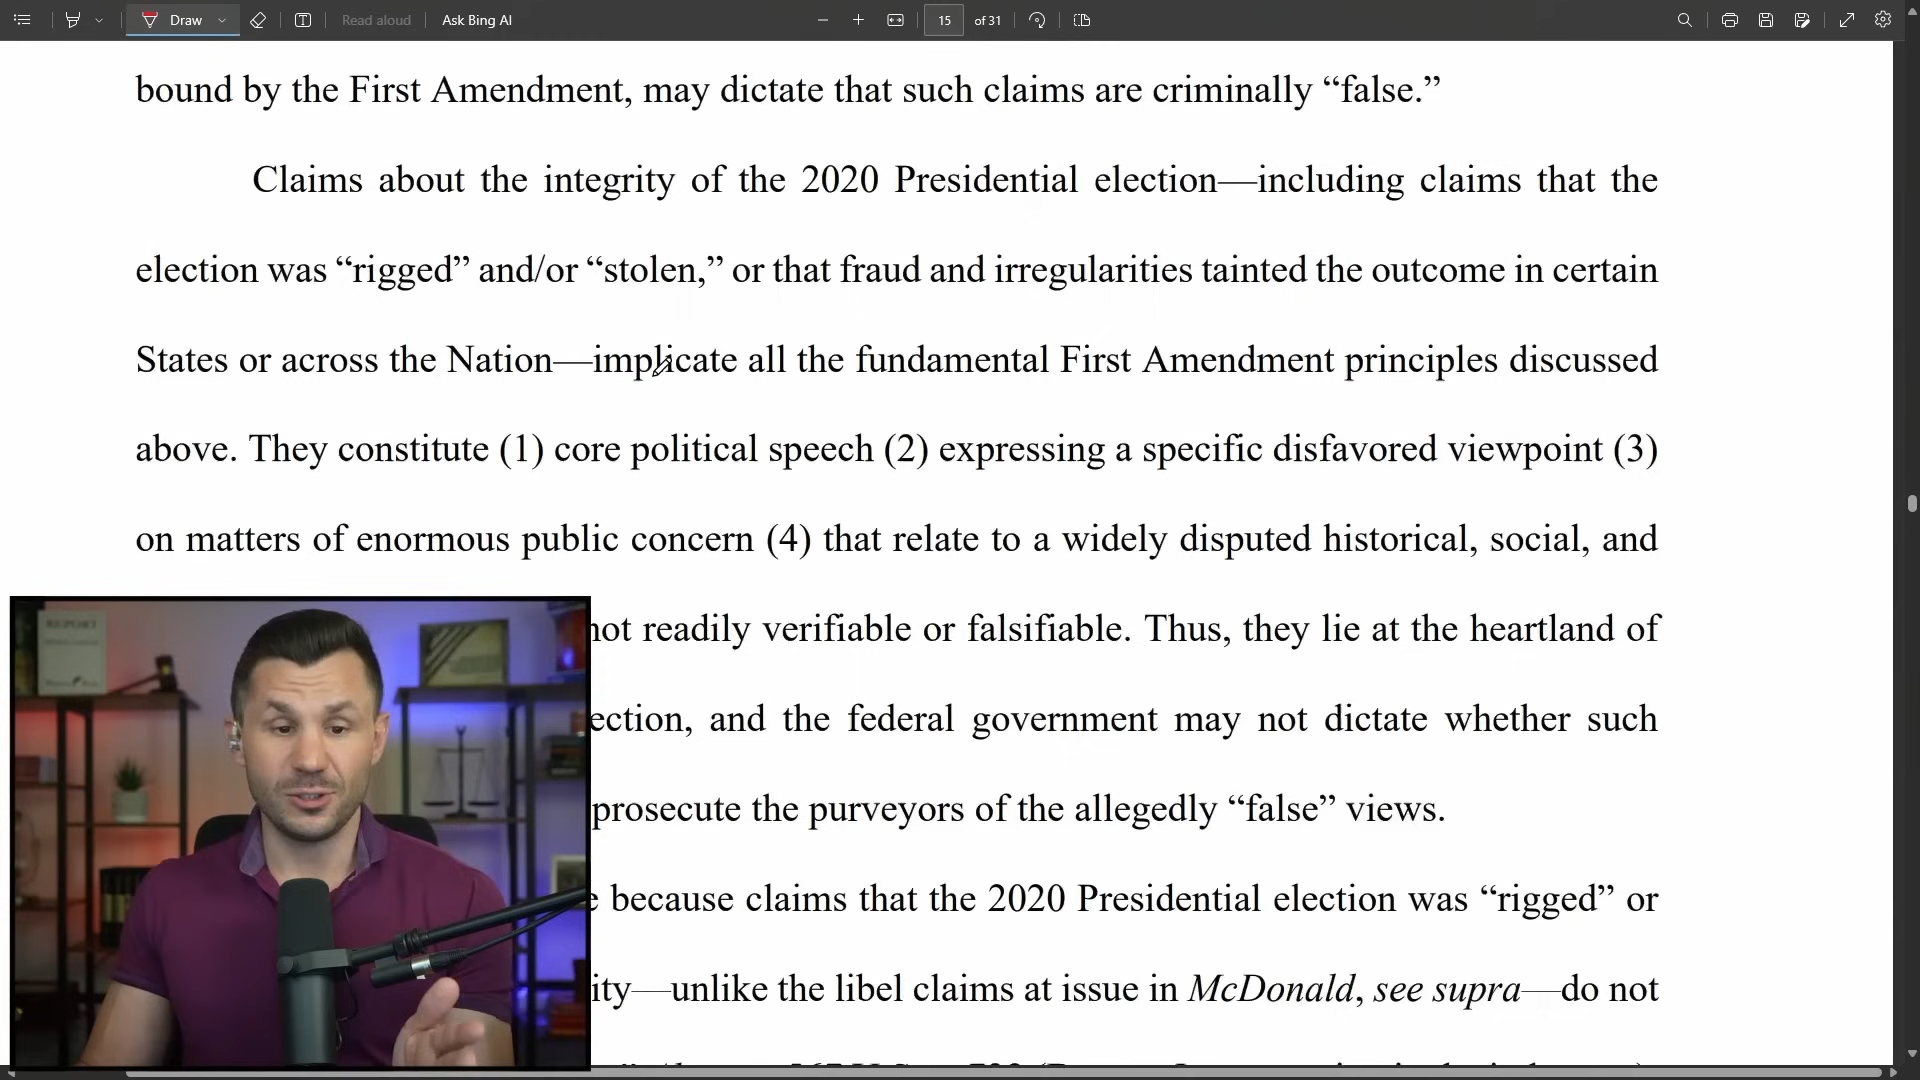 Draw
Read aloud
Ask Bing AI
15
of 31
bound by the First Amendment, may dictate that such claims are criminally “false.”
Claims about the integrity of the 2020 Presidential election—including claims that the
election was “rigged” and/or “stolen,” or that fraud and irregularities tainted the outcome in certain
States or across the Nation—implicate all the fundamental First Amendment principles discussed
above. They constitute (1) core political speech (2) expressing a specific disfavored viewpoint (3)
on matters of enormous public concern (4) that relate to a widely disputed historical, social, and
not readily verifiable or falsifiable. Thus, they lie at the heartland of
ection, and the federal government may not dictate whether such
prosecute the purveyors of the allegedly “false” views.
e because claims that the 2020 Presidential election was “rigged” or
ity—unlike the libel claims at issue in McDonald, see supra—do not
REPORT